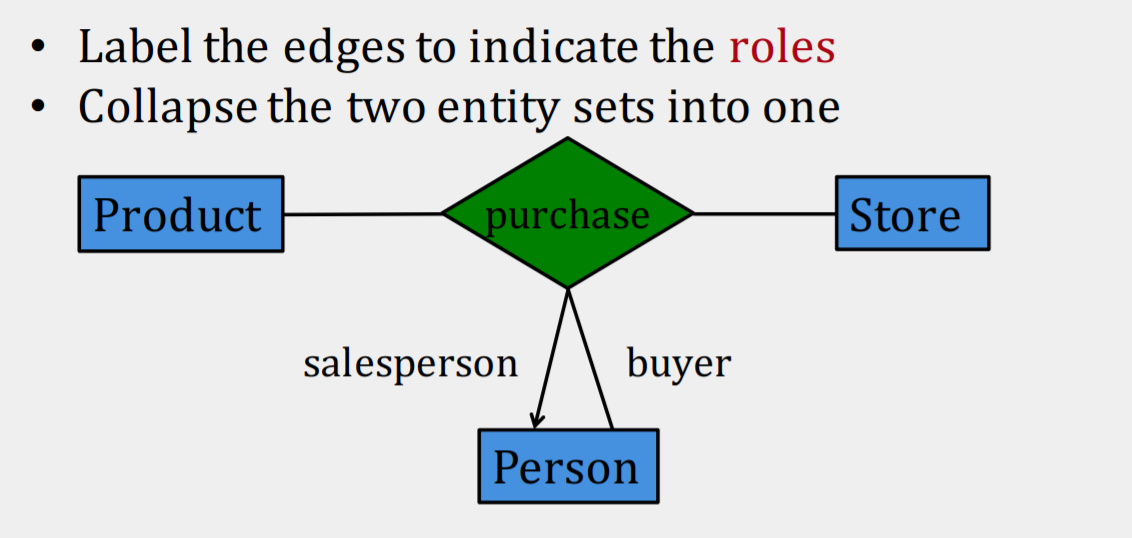 • Label the edges to indicate the roles
• Collapse the two entity sets into one
Product
purchase
Store
salesperson
buyer
Person